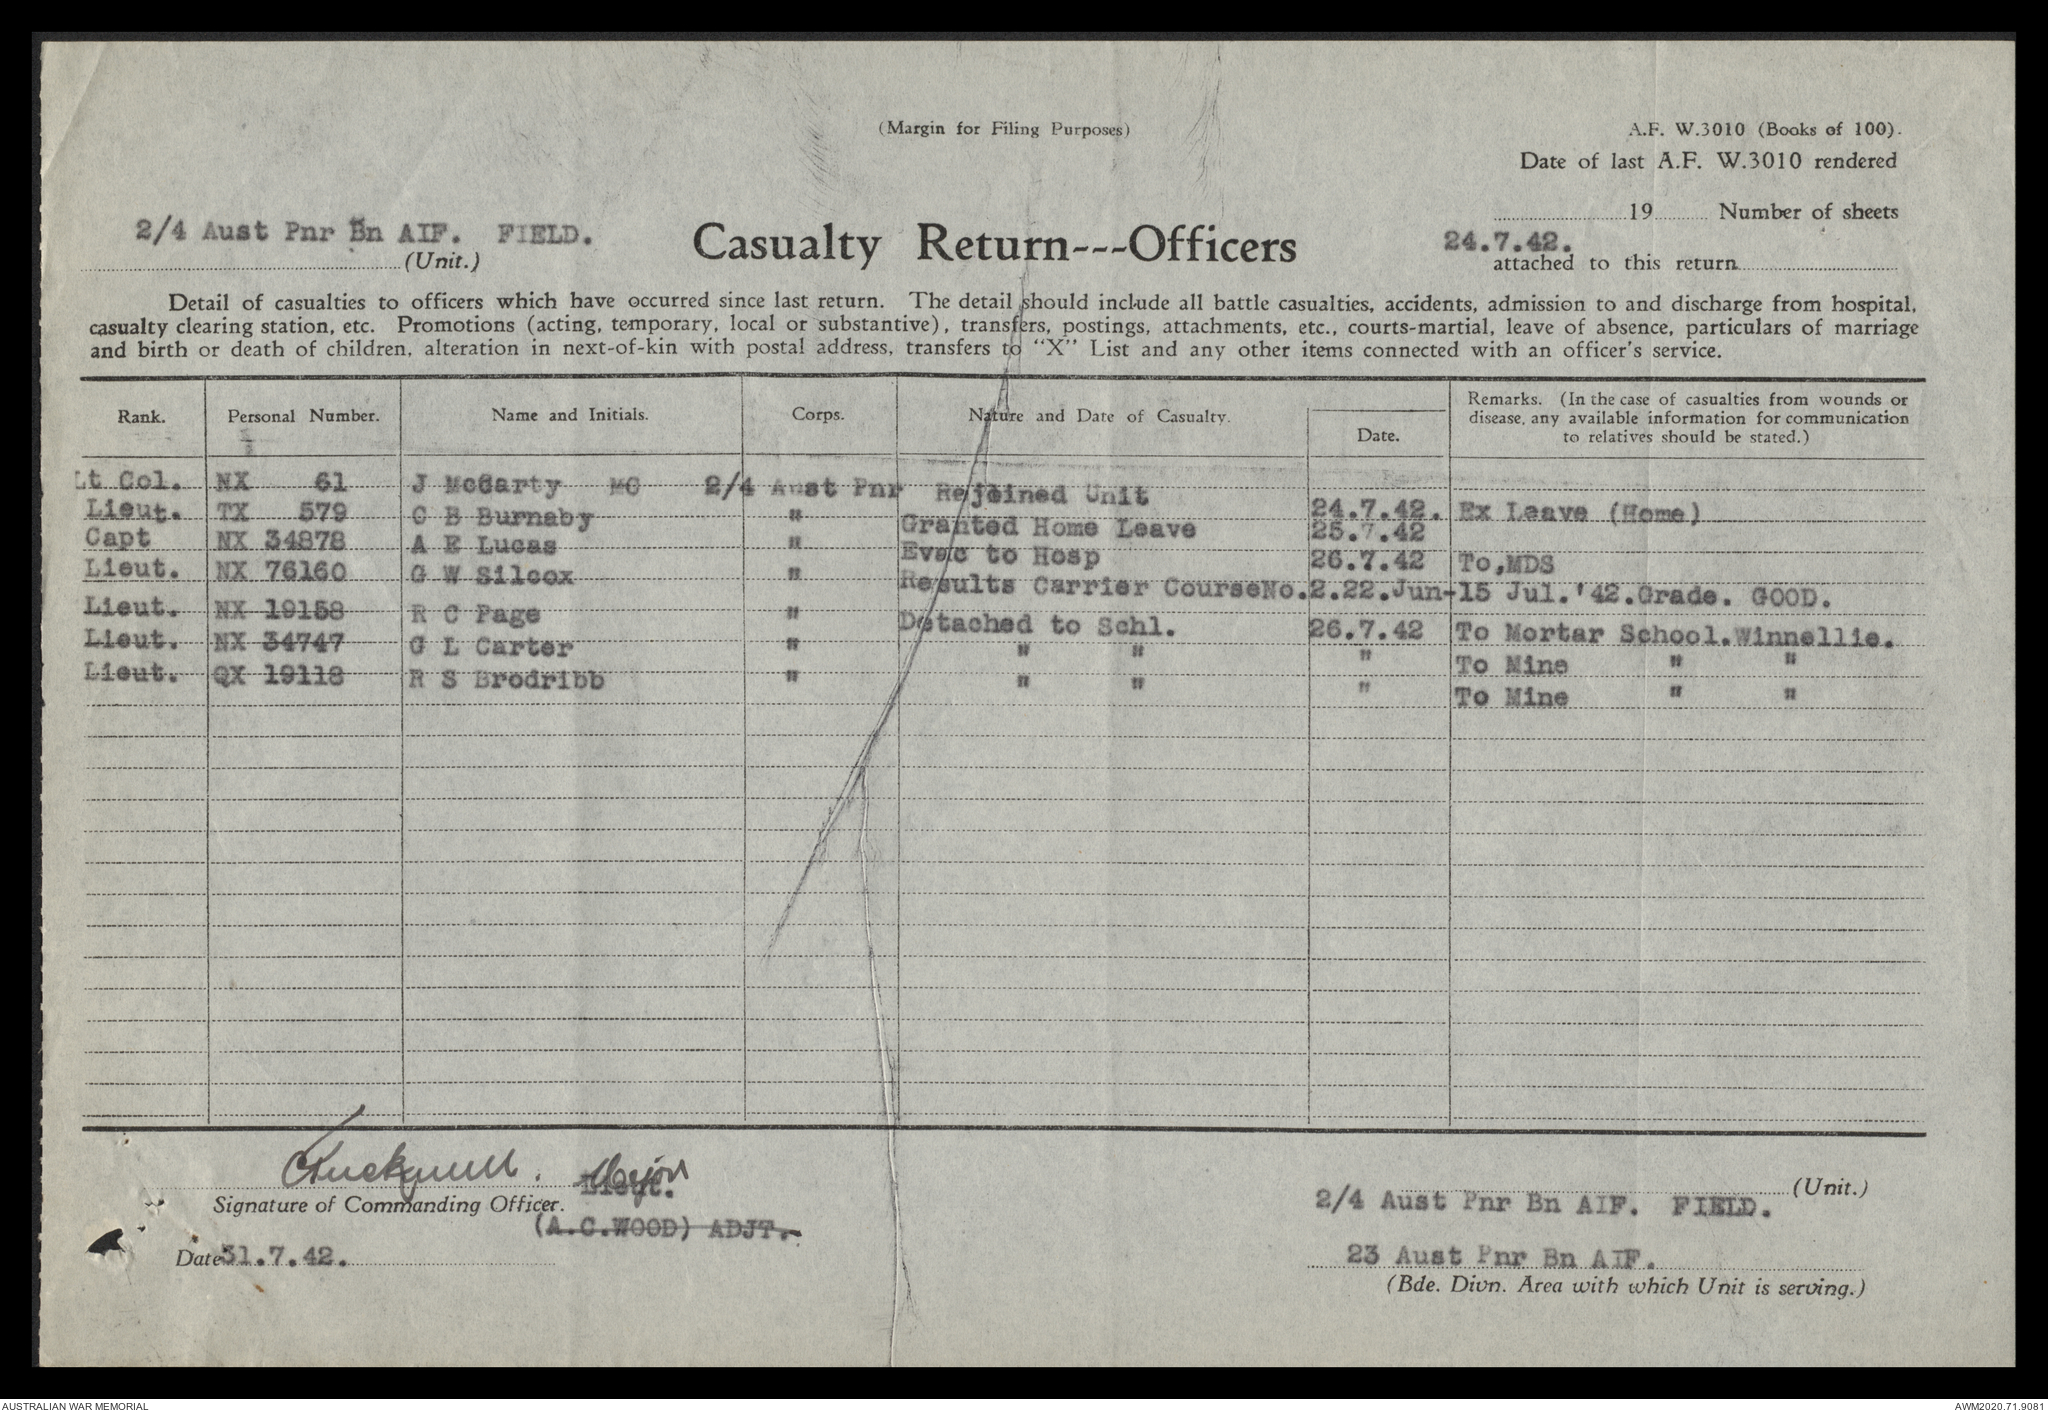 (Margin for Filing Purposes)
A.F. W.3010 (Books of 100).
Date of last A.F. W.3010 rendered
19 Number of sheets
2/4 Aust Pnr Bn AIF. FIELD.
(Unit.)
Casualty Return---Officers
24.7.42.
attached to this return
Detail of casualties to officers which have occurred since last return. The detail should include all battle casualties, accidents, admission to and discharge from hospital,
casualty clearing station, etc. Promotions (acting, temporary, local or substantive), transfers, postings, attachments, etc., courts-martial, leave of absence, particulars of marriage
and birth or death of children, alteration in next-of-kin with postal address, transfers to "X" List and any other items connected with an officer's service.
Rank. Personal Number. Name and Initials. Corps. Nature and Date of Casualty. Date. Remarks. (In the case of casualties from wounds or
disease, any available information for communication
to relatives should be stated.)
Lt Col. NX 61 J McCarty MC 2/4 Aust Pnr Rejoined Unit 24.7.42. Ex Leave (Home)
Lieut. TX 579 C B Burnaby " Granted Home Leave 25.7.42
Capt NX 34878 A E Lucas " Evac to Hosp 26.7.42 To,MDS
Lieut. NX 76160 G W Silcox " Results Carrier CourseNo.2.22.Jun-15 Jul.'42.Grade. GOOD.
Lieut. NX 19158 R C Page " Detached to Schl. 26.7.42 To Mortar School.Winnellie.
Lieut. NX 34747 G L Carter " " " " To Mine " "
Lieut. QX 19118 R S Brodribb " " " " To Mine " "
Major
Lieut.
Signature of Commanding Officer.
(A.C.WOOD) ADJT.
Date 31.7.42.
(Unit.)
2/4 Aust Pnr Bn AIF. FIELD.
23 Aust Pnr Bn AIF.
(Bde. Divn. Area with which Unit is serving.)
AUSTRALIAN WAR MEMORIAL
AWM2020.71.9081